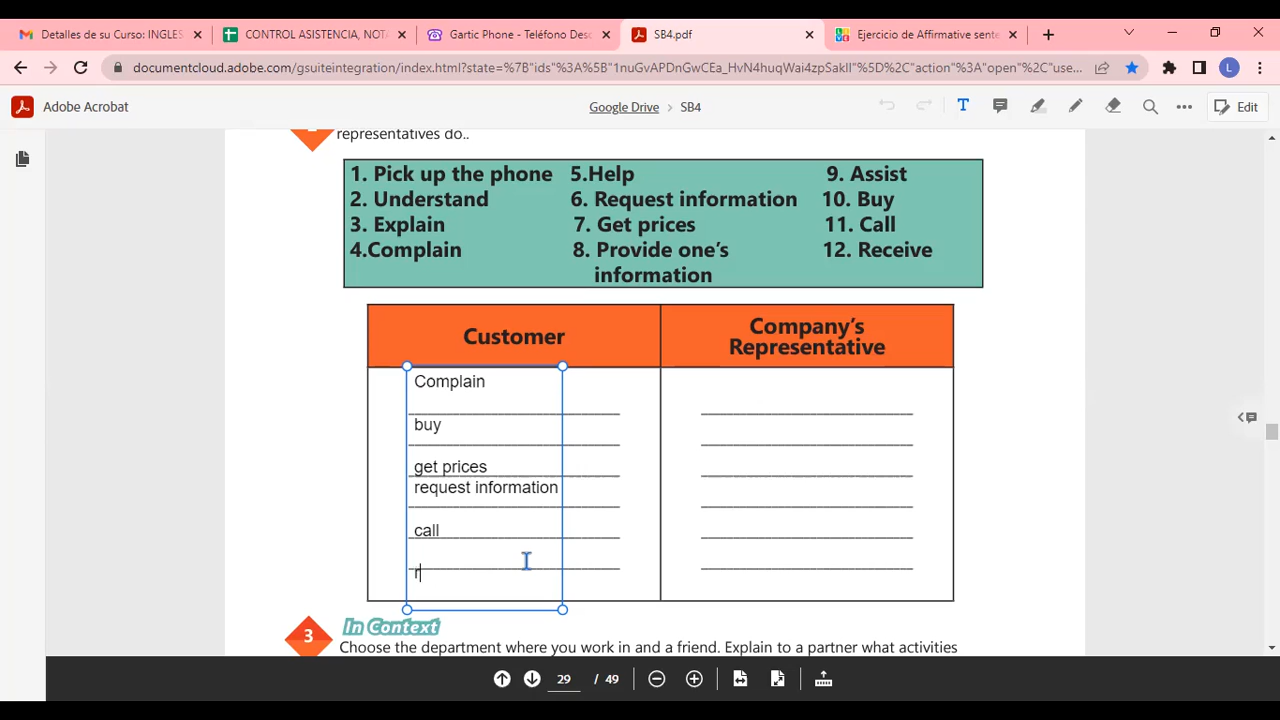 Detalles de su Curso: INGLES
CONTROL ASISTENCIA, NOTA
Gartic Phone - Teléfono Desc
SB4.pdf
Ejercicio de Affirmative sente
documentcloud.adobe.com/gsuiteintegration/index.html?state=%7B"ids"%3A%5B"1nuGvAPDnGwCEa_HvN4huqWai4zpSakIl"%5D%2C"action"%3A"open"%2C"use...
L
Adobe Acrobat
Google Drive
SB4
Edit
representatives do..
1. Pick up the phone 5.Help 9. Assist
2. Understand 6. Request information 10. Buy
3. Explain 7. Get prices 11. Call
4.Complain 8. Provide one's 12. Receive
information
Customer
Company's
Representative
Complain
buy
get prices
request information
call
r
3
In Context
Choose the department where you work in and a friend. Explain to a partner what activities
29 / 49